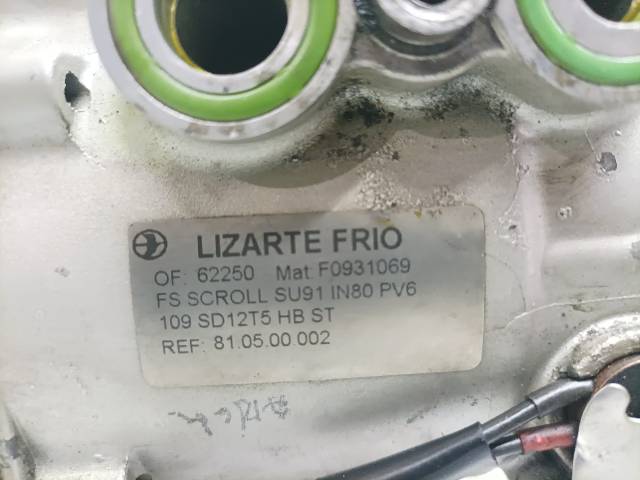 LIZARTE FRIO
OF: 62250 Mat: F0931069
FS SCROLL SU91 IN80 PV6
109 SD12T5 HB ST
REF: 81.05.00.002